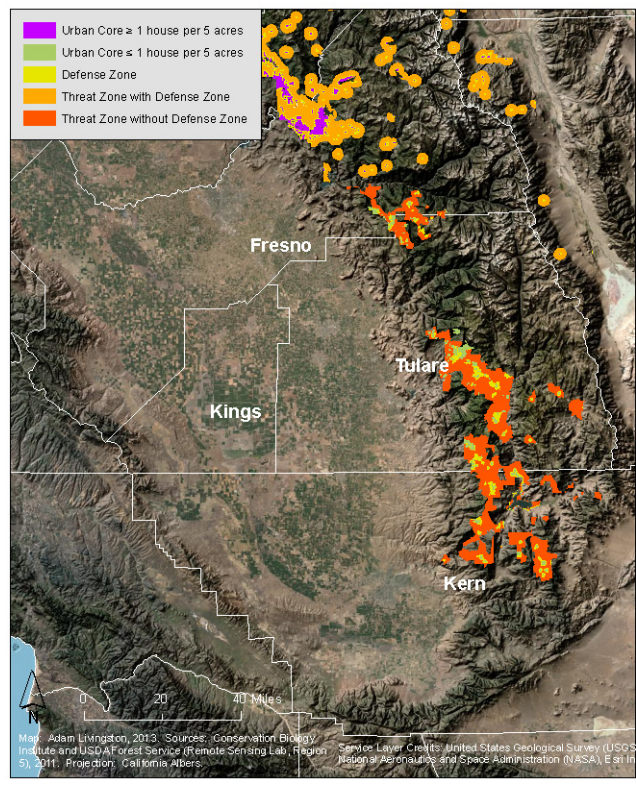 Urban Core ≥ 1 house per 5 acres
Urban Core ≤ 1 house per 5 acres
Defense Zone
Threat Zone with Defense Zone
Threat Zone without Defense Zone
Fresno
Tulare
Kings
Kern
0 20 40 Miles
N
Map: Adam Livingston, 2013. Sources: Conservation Biology
Institute and USDA Forest Service (Remote Sensing Lab, Region
5), 2011. Projection: California Albers.
Service Layer Credits: United States Geological Survey (USGS
National Aeronautics and Space Administration (NASA), Esri In